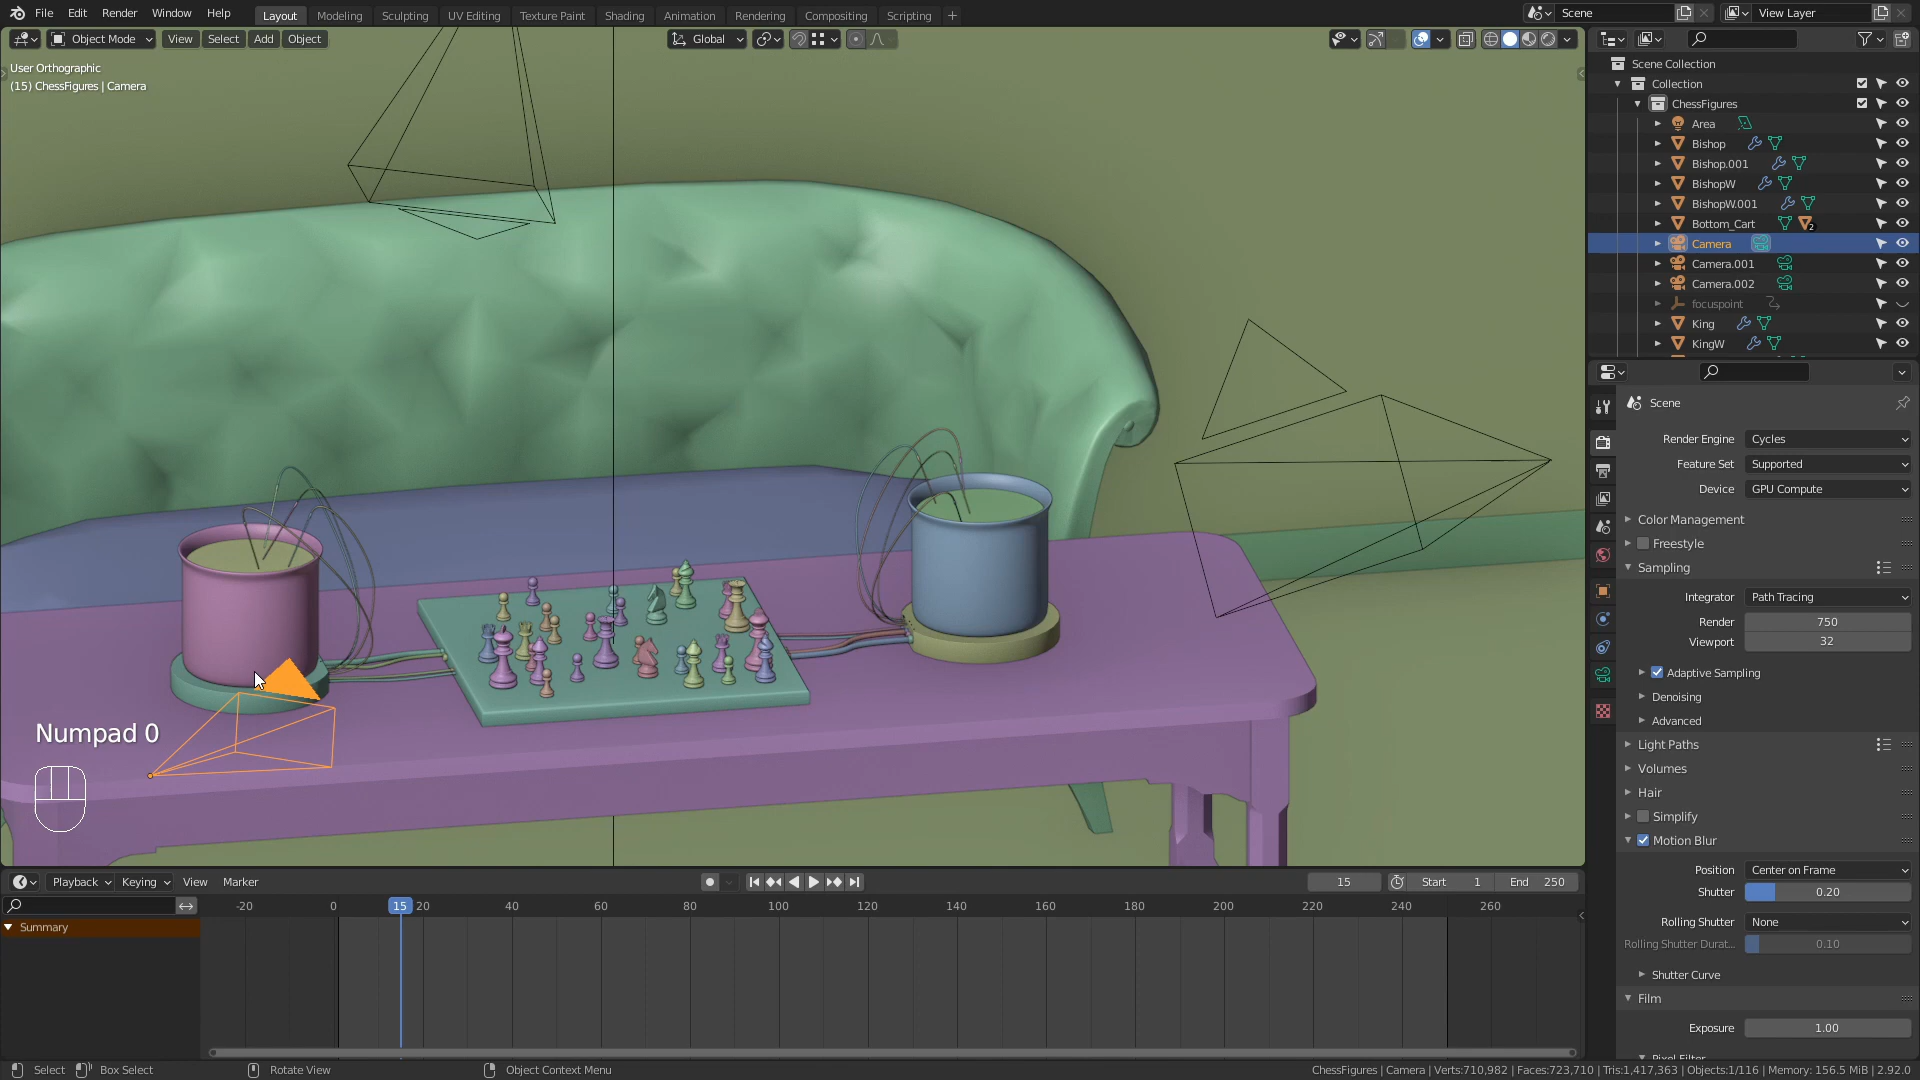 File Edit Render Window Help
Layout Modeling Sculpting UV Editing Texture Paint Shading Animation Rendering Compositing Scripting +
Scene
View Layer
Object Mode View Select Add Object
Global
User Orthographic
(15) ChessFigures | Camera
Scene Collection
Collection
ChessFigures
Area
Bishop
Bishop.001
BishopW
BishopW.001
Bottom_Cart 2
Camera
Camera.001
Camera.002
focuspoint
King
KingW
Scene
Render Engine Cycles
Feature Set Supported
Device GPU Compute
Color Management
Freestyle
Sampling
Integrator Path Tracing
Render 750
Viewport 32
Adaptive Sampling
Denoising
Advanced
Light Paths
Volumes
Hair
Simplify
Motion Blur
Position Center on Frame
Shutter 0.20
Rolling Shutter None
Rolling Shutter Durat... 0.10
Shutter Curve
Film
Exposure 1.00
Pixel Filter
Numpad 0
Playback Keying View Marker
15 Start 1 End 250
-20 0 15 20 40 60 80 100 120 140 160 180 200 220 240 260
Summary
Select Box Select Rotate View Object Context Menu
ChessFigures | Camera | Verts:710,982 | Faces:723,710 | Tris:1,417,363 | Objects:1/116 | Memory: 156.5 MiB | 2.92.0